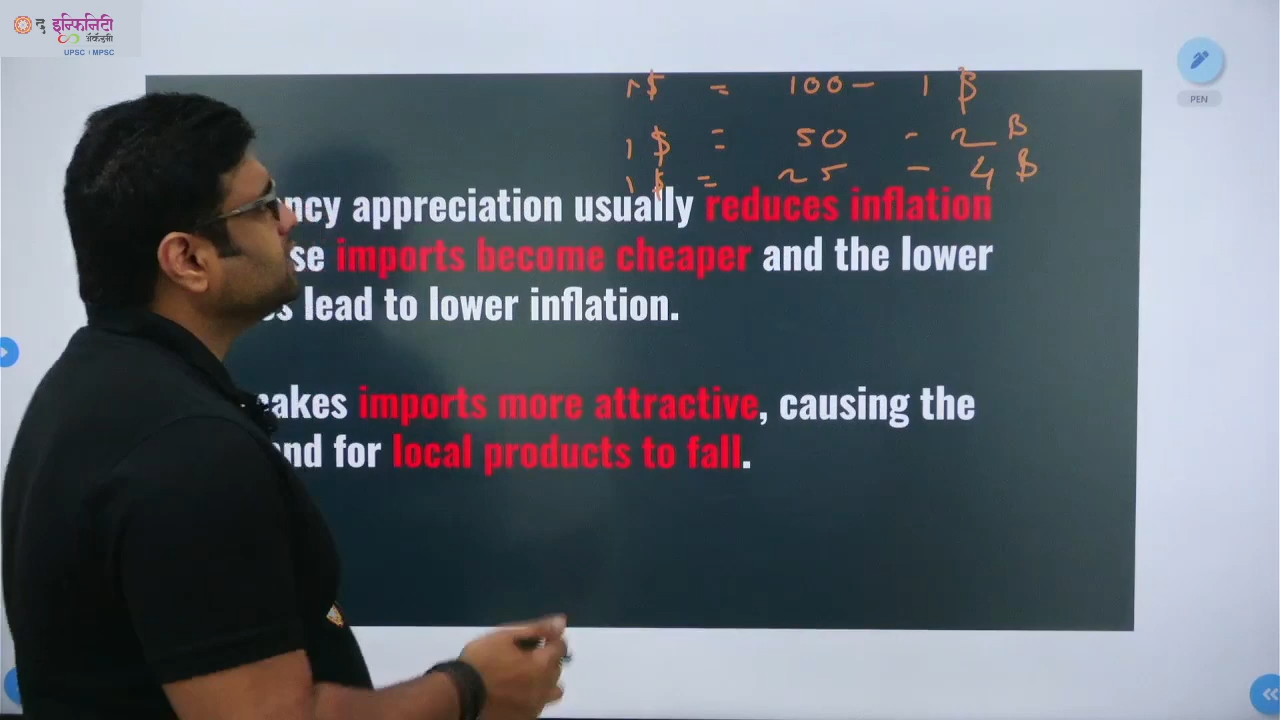 द इन्फिनिटी
अ‍ॅकॅडमी
UPSC | MPSC
PEN
1$ = 100 - 1 B
1$ = 50 - 2 B
1$ = 25 - 4 B
ncy appreciation usually reduces inflation
se imports become cheaper and the lower
s lead to lower inflation.
akes imports more attractive, causing the
nd for local products to fall.